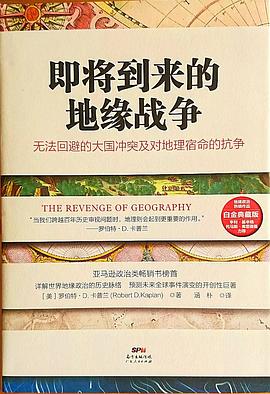 即将到来的
地缘战争
无法回避的大国冲突及对地理宿命的抗争
白金典藏版
THE REVENGE OF GEOGRAPHY
“当我们跨越百年历史审视问题时，地理则会起到更重要的作用。”
——罗伯特·D.卡普兰
亚马逊政治类畅销书榜首
详解世界地缘政治的历史脉络 预测未来全球事件演变的开创性巨著
[美]罗伯特·D.卡普兰(Robert D.Kaplan)◎著 涵 朴◎译